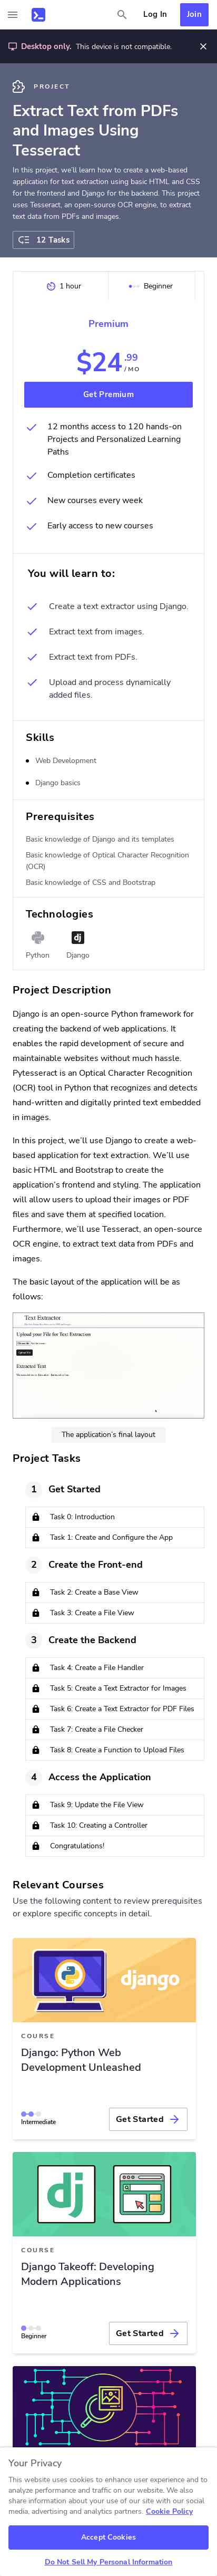 Log In
Join
Desktop only. This device is not compatible.
PROJECT
Extract Text from PDFs
and Images Using
Tesseract
In this project, we'll learn how to create a web-based
application for text extraction using basic HTML and CSS
for the frontend and Django for the backend. This project
uses Tesseract, an open-source OCR engine, to extract
text data from PDFs and images.
12 Tasks
1 hour
Beginner
Premium
$24 .99 /MO
Get Premium
12 months access to 120 hands-on
Projects and Personalized Learning
Paths
Completion certificates
New courses every week
Early access to new courses
You will learn to:
Create a text extractor using Django.
Extract text from images.
Extract text from PDFs.
Upload and process dynamically
added files.
Skills
Web Development
Django basics
Prerequisites
Basic knowledge of Django and its templates
Basic knowledge of Optical Character Recognition
(OCR)
Basic knowledge of CSS and Bootstrap
Technologies
dj
Python
Django
Project Description
Django is an open-source Python framework for
creating the backend of web applications. It
enables the rapid development of secure and
maintainable websites without much hassle.
Pytesseract is an Optical Character Recognition
(OCR) tool in Python that recognizes and detects
hand-written and digitally printed text embedded
in images.
In this project, we'll use Django to create a web-
based application for text extraction. We'll use
basic HTML and Bootstrap to create the
application's frontend and styling. The application
will allow users to upload their images or PDF
files and save them at specified location.
Furthermore, we'll use Tesseract, an open-source
OCR engine, to extract text data from PDFs and
images.
The basic layout of the application will be as
follows:
Text Extractor
Upload your File for Text Extraction
Extracted Text
The application's final layout
Project Tasks
1 Get Started
Task 0: Introduction
Task 1: Create and Configure the App
2 Create the Front-end
Task 2: Create a Base View
Task 3: Create a File View
3 Create the Backend
Task 4: Create a File Handler
Task 5: Create a Text Extractor for Images
Task 6: Create a Text Extractor for PDF Files
Task 7: Create a File Checker
Task 8: Create a Function to Upload Files
4 Access the Application
Task 9: Update the File View
Task 10: Creating a Controller
Congratulations!
Relevant Courses
Use the following content to review prerequisites
or explore specific concepts in detail.
django
COURSE
Django: Python Web
Development Unleashed
Intermediate
Get Started
dj
COURSE
Django Takeoff: Developing
Modern Applications
Beginner
Get Started
Your Privacy
This website uses cookies to enhance user experience and to
analyze performance and traffic on our website. We also
share information about your use of our site with our social
media, advertising and analytics partners. Cookie Policy
Accept Cookies
Do Not Sell My Personal Information